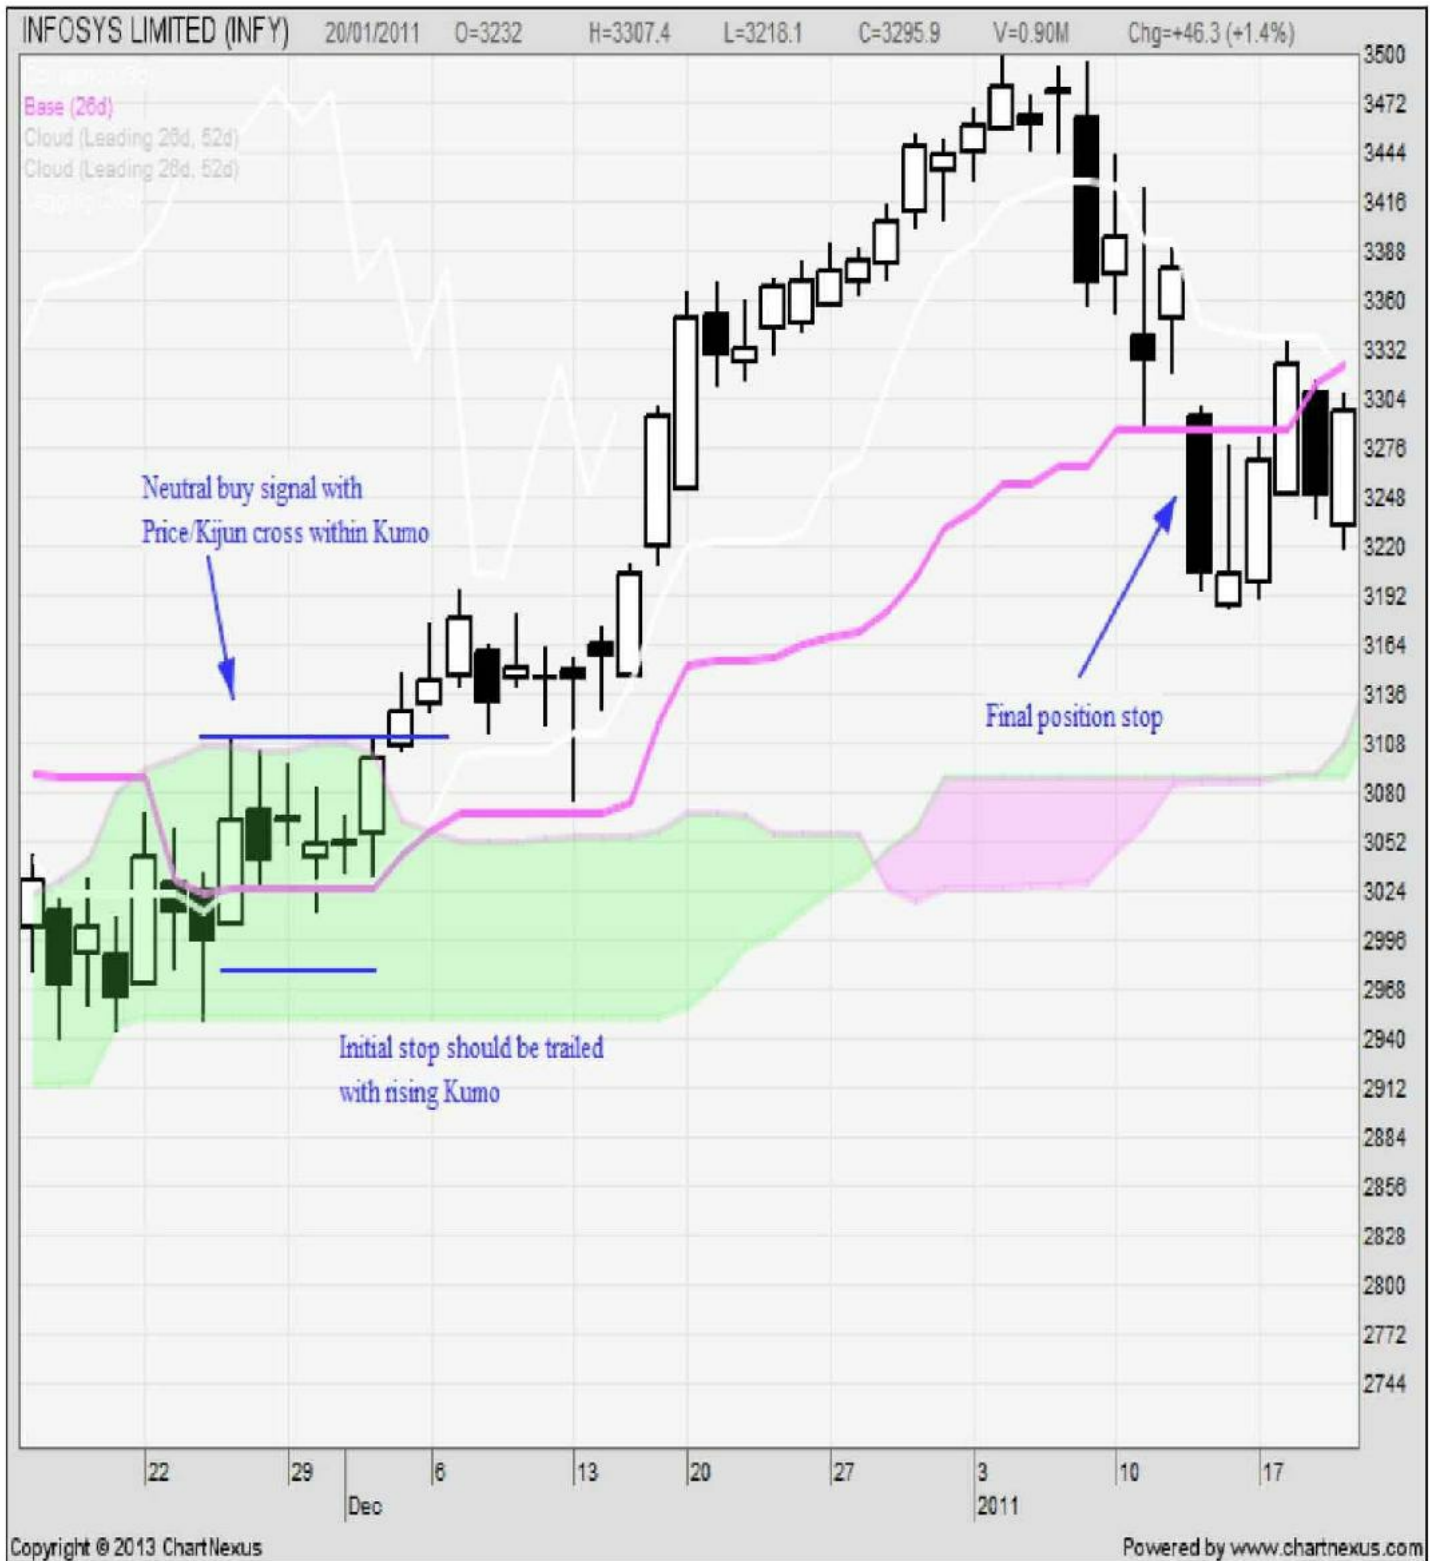 INFOSYS LIMITED (INFY) 20/01/2011 O=3232 H=3307.4 L=3218.1 C=3295.9 V=0.90M Chg=+46.3 (+1.4%)
Base (26d)
Cloud (Leading 26d, 52d)
Cloud (Leading 26d, 52d)
3500
3472
3444
3416
3388
3360
3332
3304
3276
3248
3220
3192
3164
3136
3108
3080
3052
3024
2996
2968
2940
2912
2884
2856
2828
2800
2772
2744
Neutral buy signal with
Price/Kijun cross within Kumo
Final position stop
Initial stop should be trailed
with rising Kumo
22 29 6 13 20 27 3 10 17
Dec 2011
Copyright © 2013 ChartNexus Powered by www.chartnexus.com